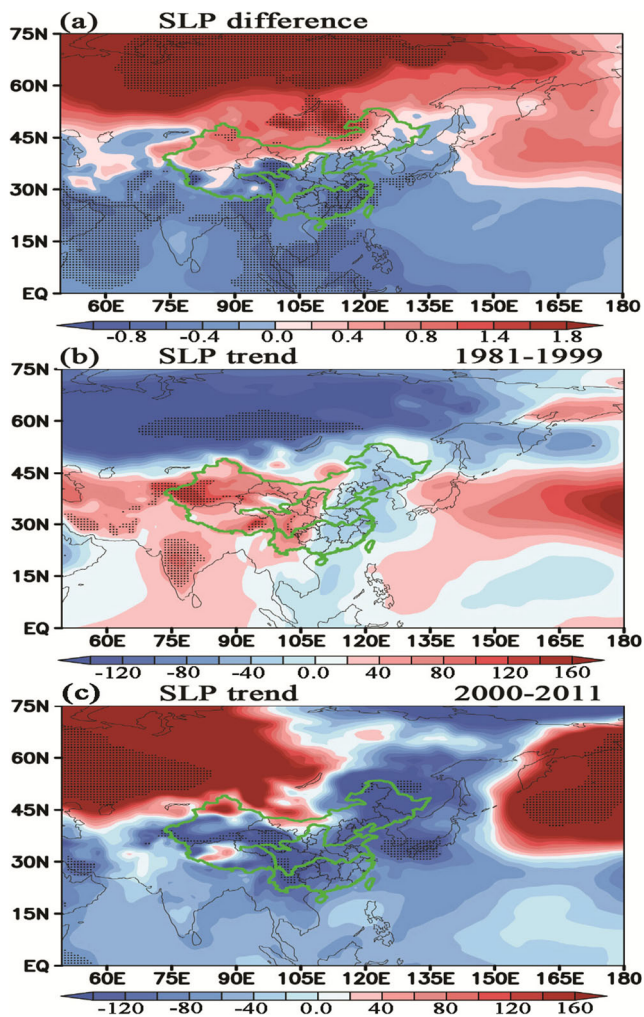 (a) SLP difference
75N
60N
45N
30N
15N
EQ
60E 75E 90E 105E 120E 135E 150E 165E 180
-0.8 -0.4 0.0 0.4 0.8 1.4 1.8
(b) SLP trend 1981-1999
75N
60N
45N
30N
15N
EQ
60E 75E 90E 105E 120E 135E 150E 165E 180
-120 -80 -40 0.0 40 80 120 160
(c) SLP trend 2000-2011
75N
60N
45N
30N
15N
EQ
60E 75E 90E 105E 120E 135E 150E 165E 180
-120 -80 -40 0.0 40 80 120 160